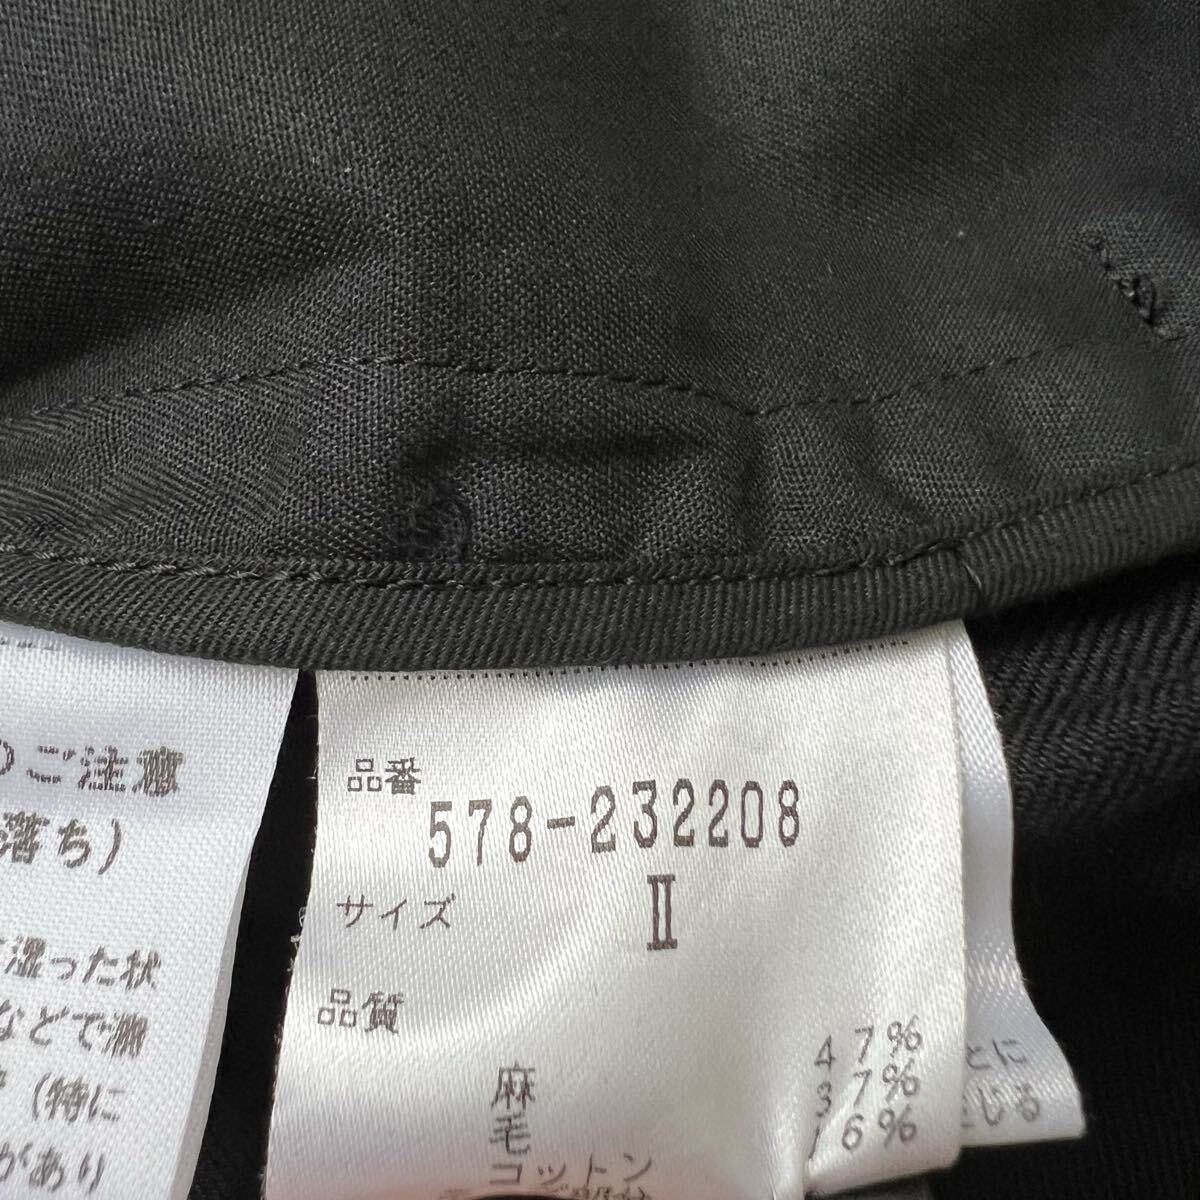 のご注意
落ち)
湿った状
などで
(特に
があり
品番
578-232208
サイズ
II
品質
麻 47%
毛 37%
コットン 16%
とに
じる